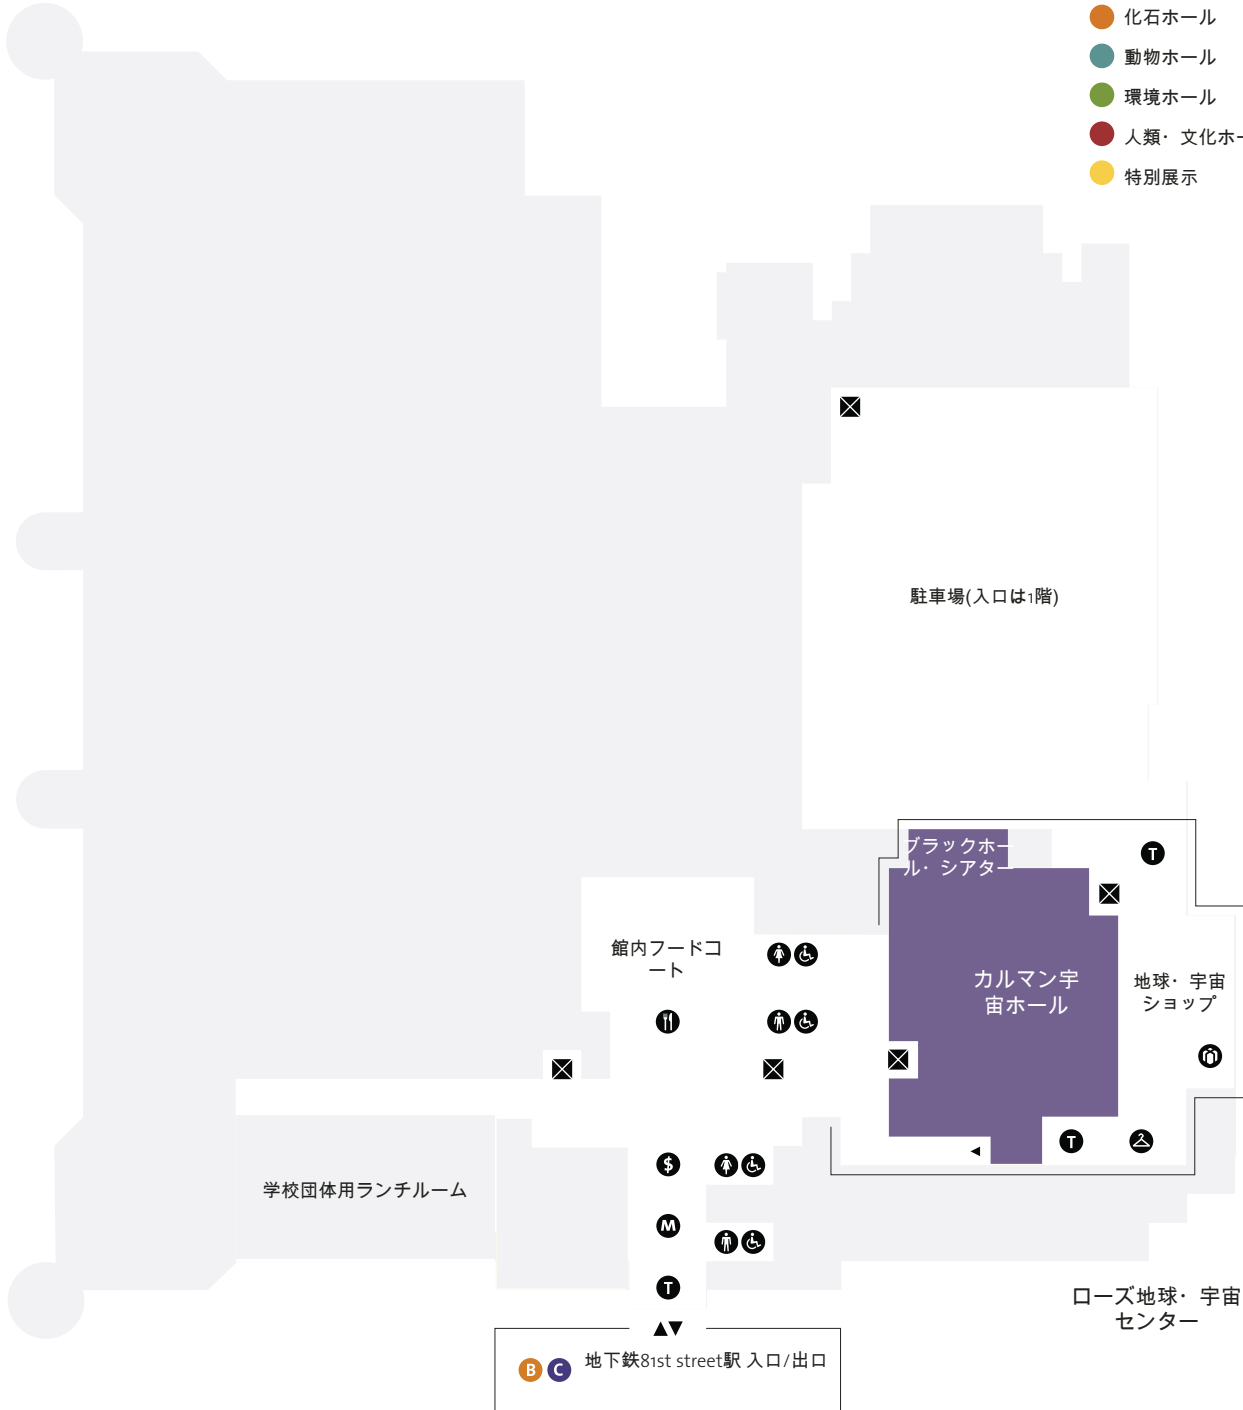 化石ホール
動物ホール
環境ホール
人類・文化ホー
特別展示
駐車場(入口は1階)
ブラックホー
ル・シアター
T
館内フードコ
ート
カルマン宇
宙ホール
地球・宇宙
ショップ
T
$
学校団体用ランチルーム
M
T
ローズ地球・宇宙
センター
B C 地下鉄81st street駅 入口/出口